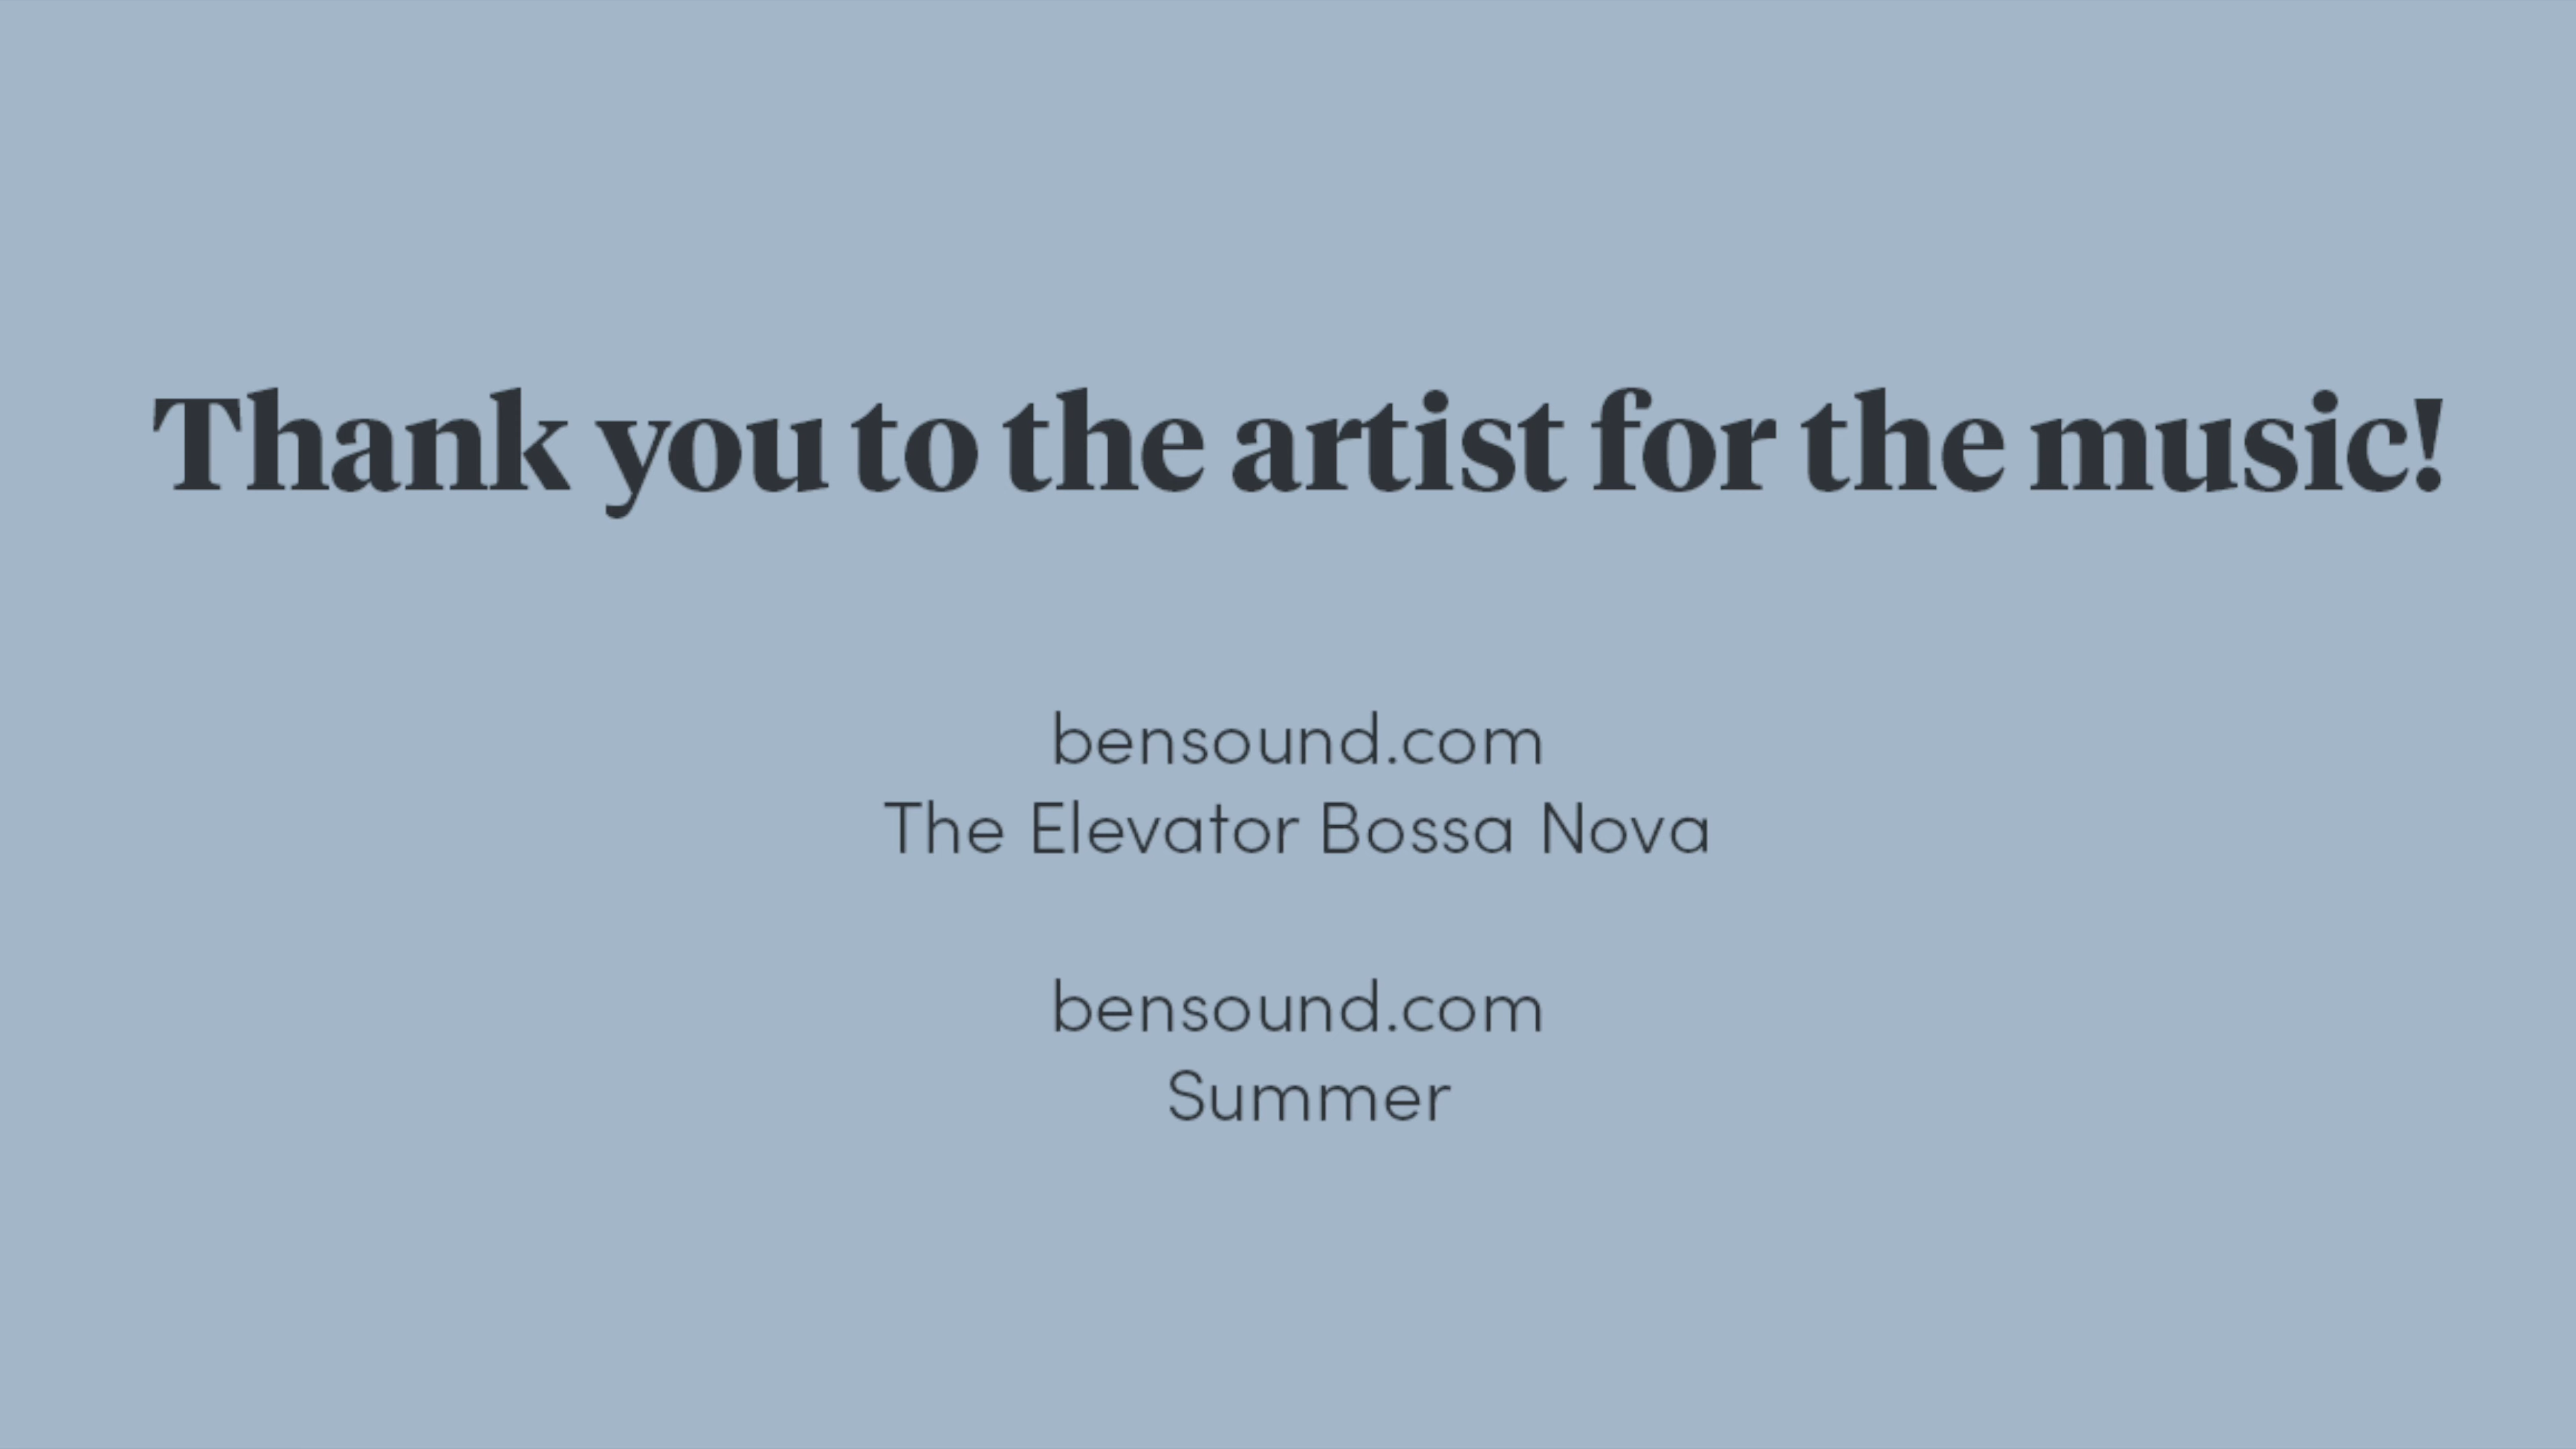 Thank you to the artist for the music!
bensound.com
The Elevator Bossa Nova
bensound.com
Summer